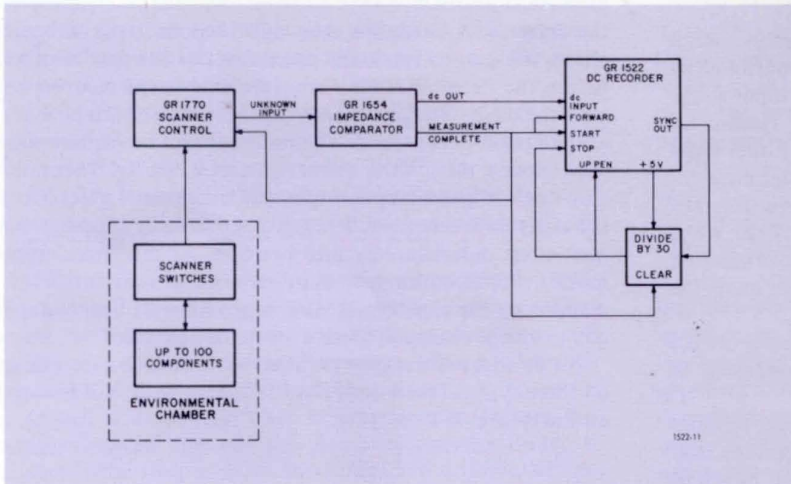 GR 1770
SCANNER
CONTROL
UNKNOWN
INPUT
GR 1654
IMPEDANCE
COMPARATOR
dc OUT
MEASUREMENT
COMPLETE
GR 1522
DC RECORDER
dc
INPUT
FORWARD
START
STOP
SYNC
OUT
UP PEN
+5V
DIVIDE
BY 30
CLEAR
SCANNER
SWITCHES
UP TO 100
COMPONENTS
ENVIRONMENTAL
CHAMBER
1522-11